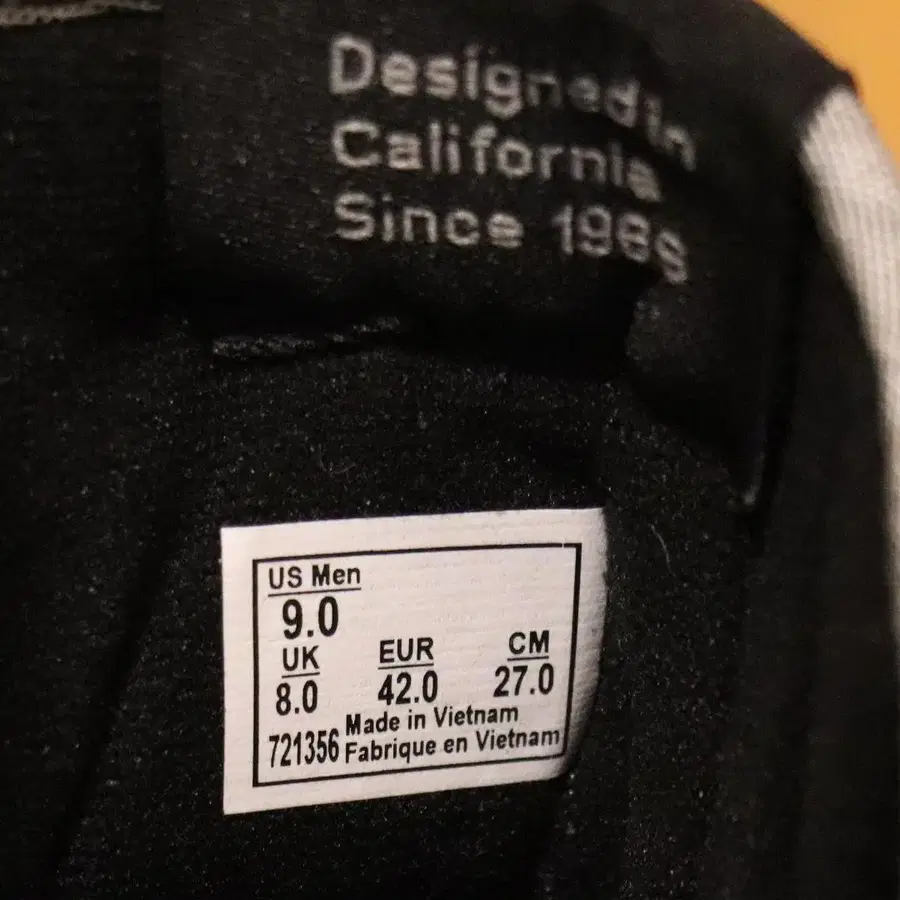 Designed in
California
Since 1989
US Men
9.0
UK EUR CM
8.0 42.0 27.0
Made in Vietnam
721356 Fabrique en Vietnam